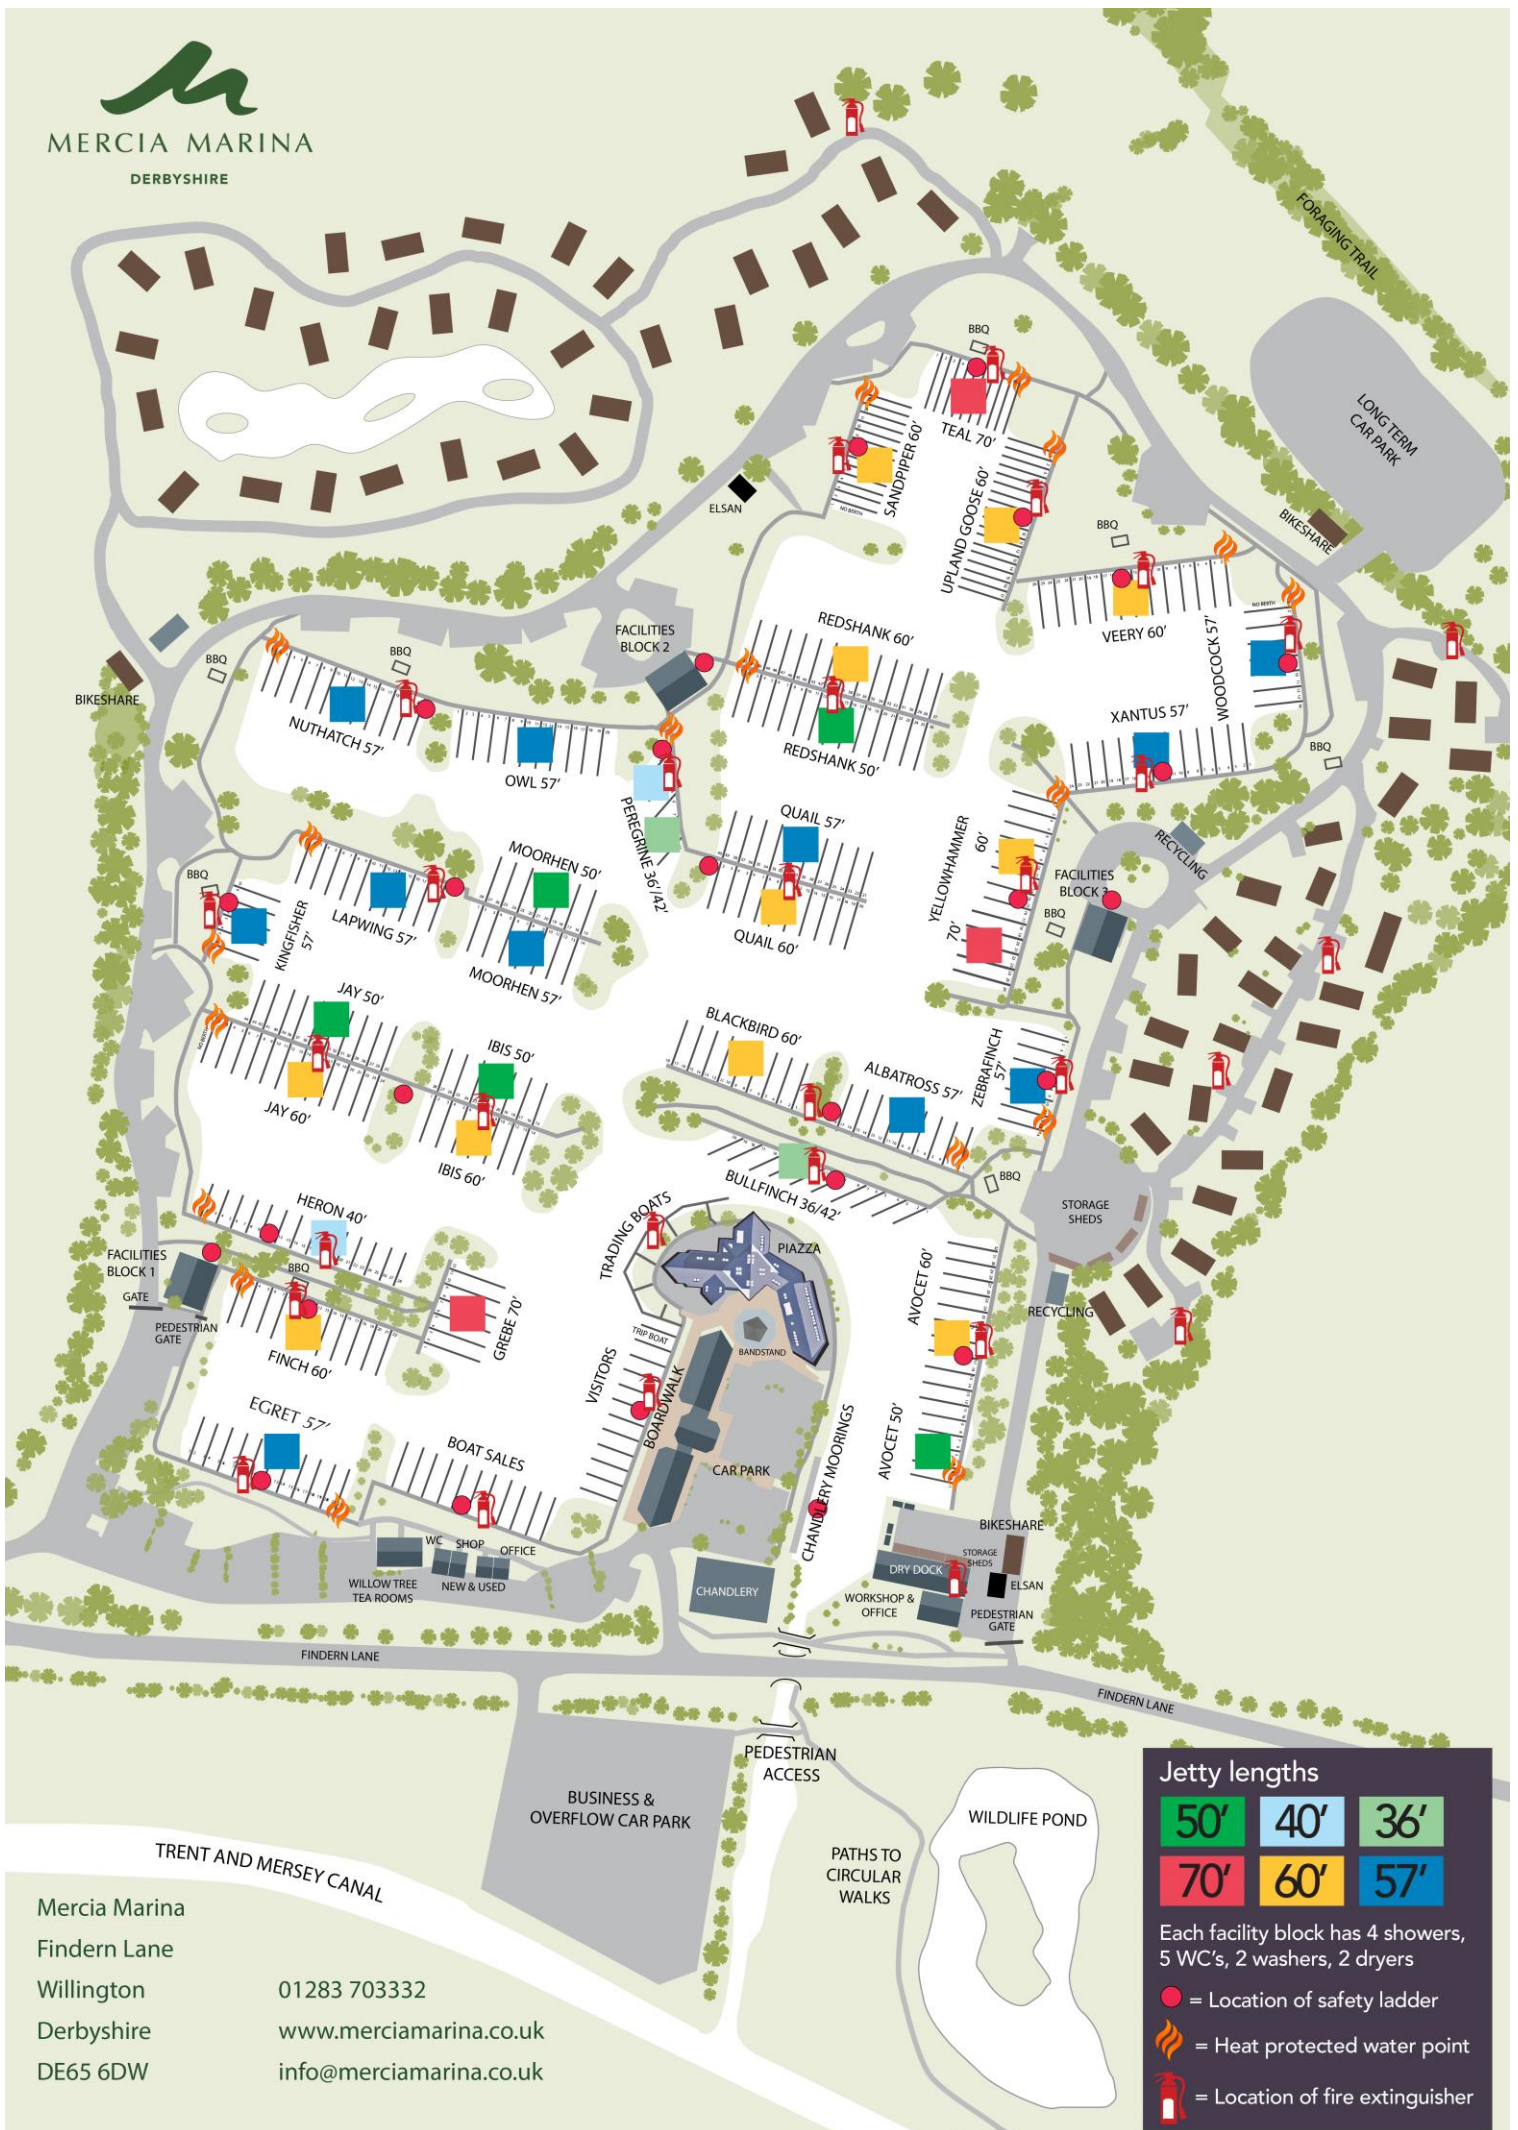 MERCIA MARINA
DERBYSHIRE
FORAGING TRAIL
LONG TERM
CAR PARK
BIKESHARE
BBQ
TEAL 70'
SANDPIPER 60'
NO BERTH
UPLAND GOOSE 60'
ELSAN
BBQ
VEERY 60'
WOODCOCK 57'
NO BERTH
XANTUS 57'
BBQ
REDSHANK 60'
REDSHANK 50'
FACILITIES
BLOCK 2
BBQ
BBQ
BIKESHARE
NUTHATCH 57'
OWL 57'
PEREGRINE 36'/42'
QUAIL 57'
QUAIL 60'
YELLOWHAMMER
60'
70'
RECYCLING
FACILITIES
BLOCK 3
BBQ
BBQ
KINGFISHER
57'
LAPWING 57'
MOORHEN 50'
MOORHEN 57'
JAY 50'
NO BERTH
JAY 60'
IBIS 50'
IBIS 60'
BLACKBIRD 60'
ALBATROSS 57'
ZEBRAFINCH
57'
BBQ
BULLFINCH 36/42'
STORAGE
SHEDS
RECYCLING
HERON 40'
FACILITIES
BLOCK 1
BBQ
GATE
PEDESTRIAN
GATE
FINCH 60'
GREBE 70'
TRADING BOATS
PIAZZA
TRIP BOAT
BANDSTAND
VISITORS
BOARDWALK
AVOCET 60'
AVOCET 50'
EGRET 57'
BOAT SALES
CAR PARK
CHANDLERY MOORINGS
WC
SHOP
OFFICE
WILLOW TREE
TEA ROOMS
NEW & USED
CHANDLERY
BIKESHARE
STORAGE
SHEDS
DRY DOCK
ELSAN
WORKSHOP &
OFFICE
PEDESTRIAN
GATE
FINDERN LANE
FINDERN LANE
PEDESTRIAN
ACCESS
BUSINESS &
OVERFLOW CAR PARK
WILDLIFE POND
PATHS TO
CIRCULAR
WALKS
TRENT AND MERSEY CANAL
Mercia Marina
Findern Lane
Willington 01283 703332
Derbyshire www.merciamarina.co.uk
DE65 6DW info@merciamarina.co.uk
Jetty lengths
50' 40' 36'
70' 60' 57'
Each facility block has 4 showers,
5 WC's, 2 washers, 2 dryers
= Location of safety ladder
= Heat protected water point
= Location of fire extinguisher